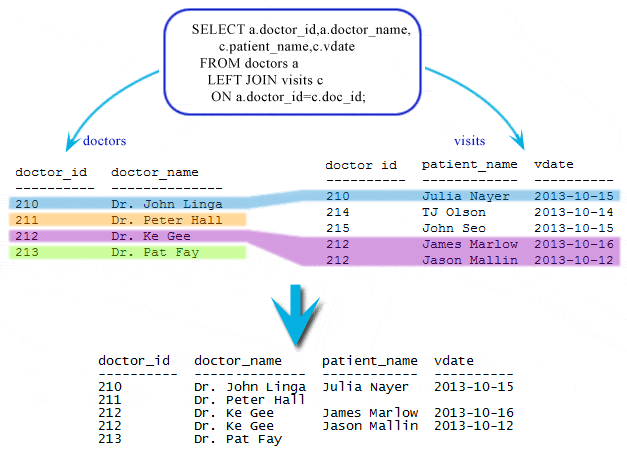 SELECT a.doctor_id,a.doctor_name,
c.patient_name,c.vdate
FROM doctors a
LEFT JOIN visits c
ON a.doctor_id=c.doc_id;
doctors
doctor_id doctor_name
---------- --------------
210 Dr. John Linga
211 Dr. Peter Hall
212 Dr. Ke Gee
213 Dr. Pat Fay
visits
doctor id patient_name vdate
---------- ------------ ----------
210 Julia Nayer 2013-10-15
214 TJ Olson 2013-10-14
215 John Seo 2013-10-15
212 James Marlow 2013-10-16
212 Jason Mallin 2013-10-12
doctor_id doctor_name patient_name vdate
---------- -------------- ------------ ----------
210 Dr. John Linga Julia Nayer 2013-10-15
211 Dr. Peter Hall
212 Dr. Ke Gee James Marlow 2013-10-16
212 Dr. Ke Gee Jason Mallin 2013-10-12
213 Dr. Pat Fay